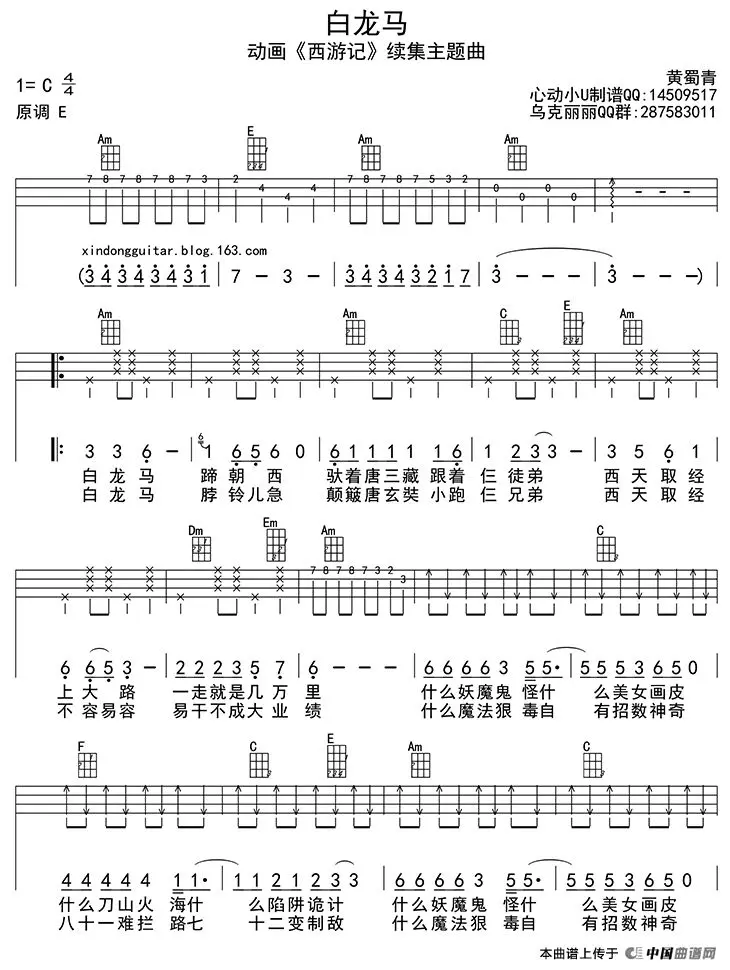 白龙马
动画《西游记》续集主题曲
1= C 4/4
黄蜀青
心动小U制谱QQ:14509517
原调 E
乌克丽丽QQ群:287583011
Am E Am Am
7 8 7 8 7 8 7 3 2 4 4 4 7 8 7 8 7 5 3 2 0 0 0 0 - - -
xindongguitar.blog.163.com
(3 4 3 4 3 4 3 1 7 - 3 - 3 4 3 4 3 2 1 7 3 - - - 3 - - -)
Am Am C E Am
3 3 6 - 6 1 6 5 6 0 6 1 1 1 1 1 6 1 2 3 3 3 5 6 1
白龙马 蹄朝西 驮着唐三藏跟着仨徒弟 西天取经
白龙马 脖铃儿急 颠簸唐玄奘小跑仨兄弟 西天取经
Dm Em Am C
7 8 7 8 7 3 2 3
6 6 5 3 - 2 2 2 3 5 7 6 - - - 6 6 6 6 3 5 5· 5 5 5 3 6 5 0
上大路 一走就是几万里 什么妖魔鬼怪什么美女画皮
不容易容 易干不成大业绩 什么魔法狠毒自有招数神奇
F C E Am C
4 4 4 4 4 1 1· 1 1 2 1 2 3 3 6 6 6 6 3 5 5· 5 5 5 3 6 5 0
什么刀山火海什么陷阱诡计 什么妖魔鬼怪什么美女画皮
八十一难拦路七十二变制敌 什么魔法狠毒自有招数神奇
本曲谱上传于 中国曲谱网